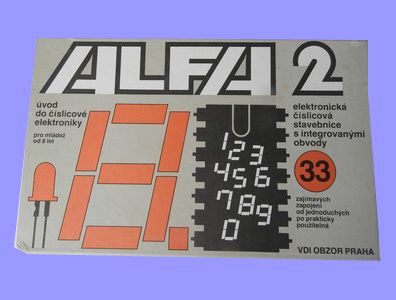 ALFA 2
úvod
do číslicové
elektroniky
pro mládež
od 8 let
elektronická
číslicová
stavebnice
s integrovanými
obvody
33
zajímavých
zapojení
od jednoduchých
po prakticky
použitelná
8.
123
456
789
0
VDI OBZOR PRAHA